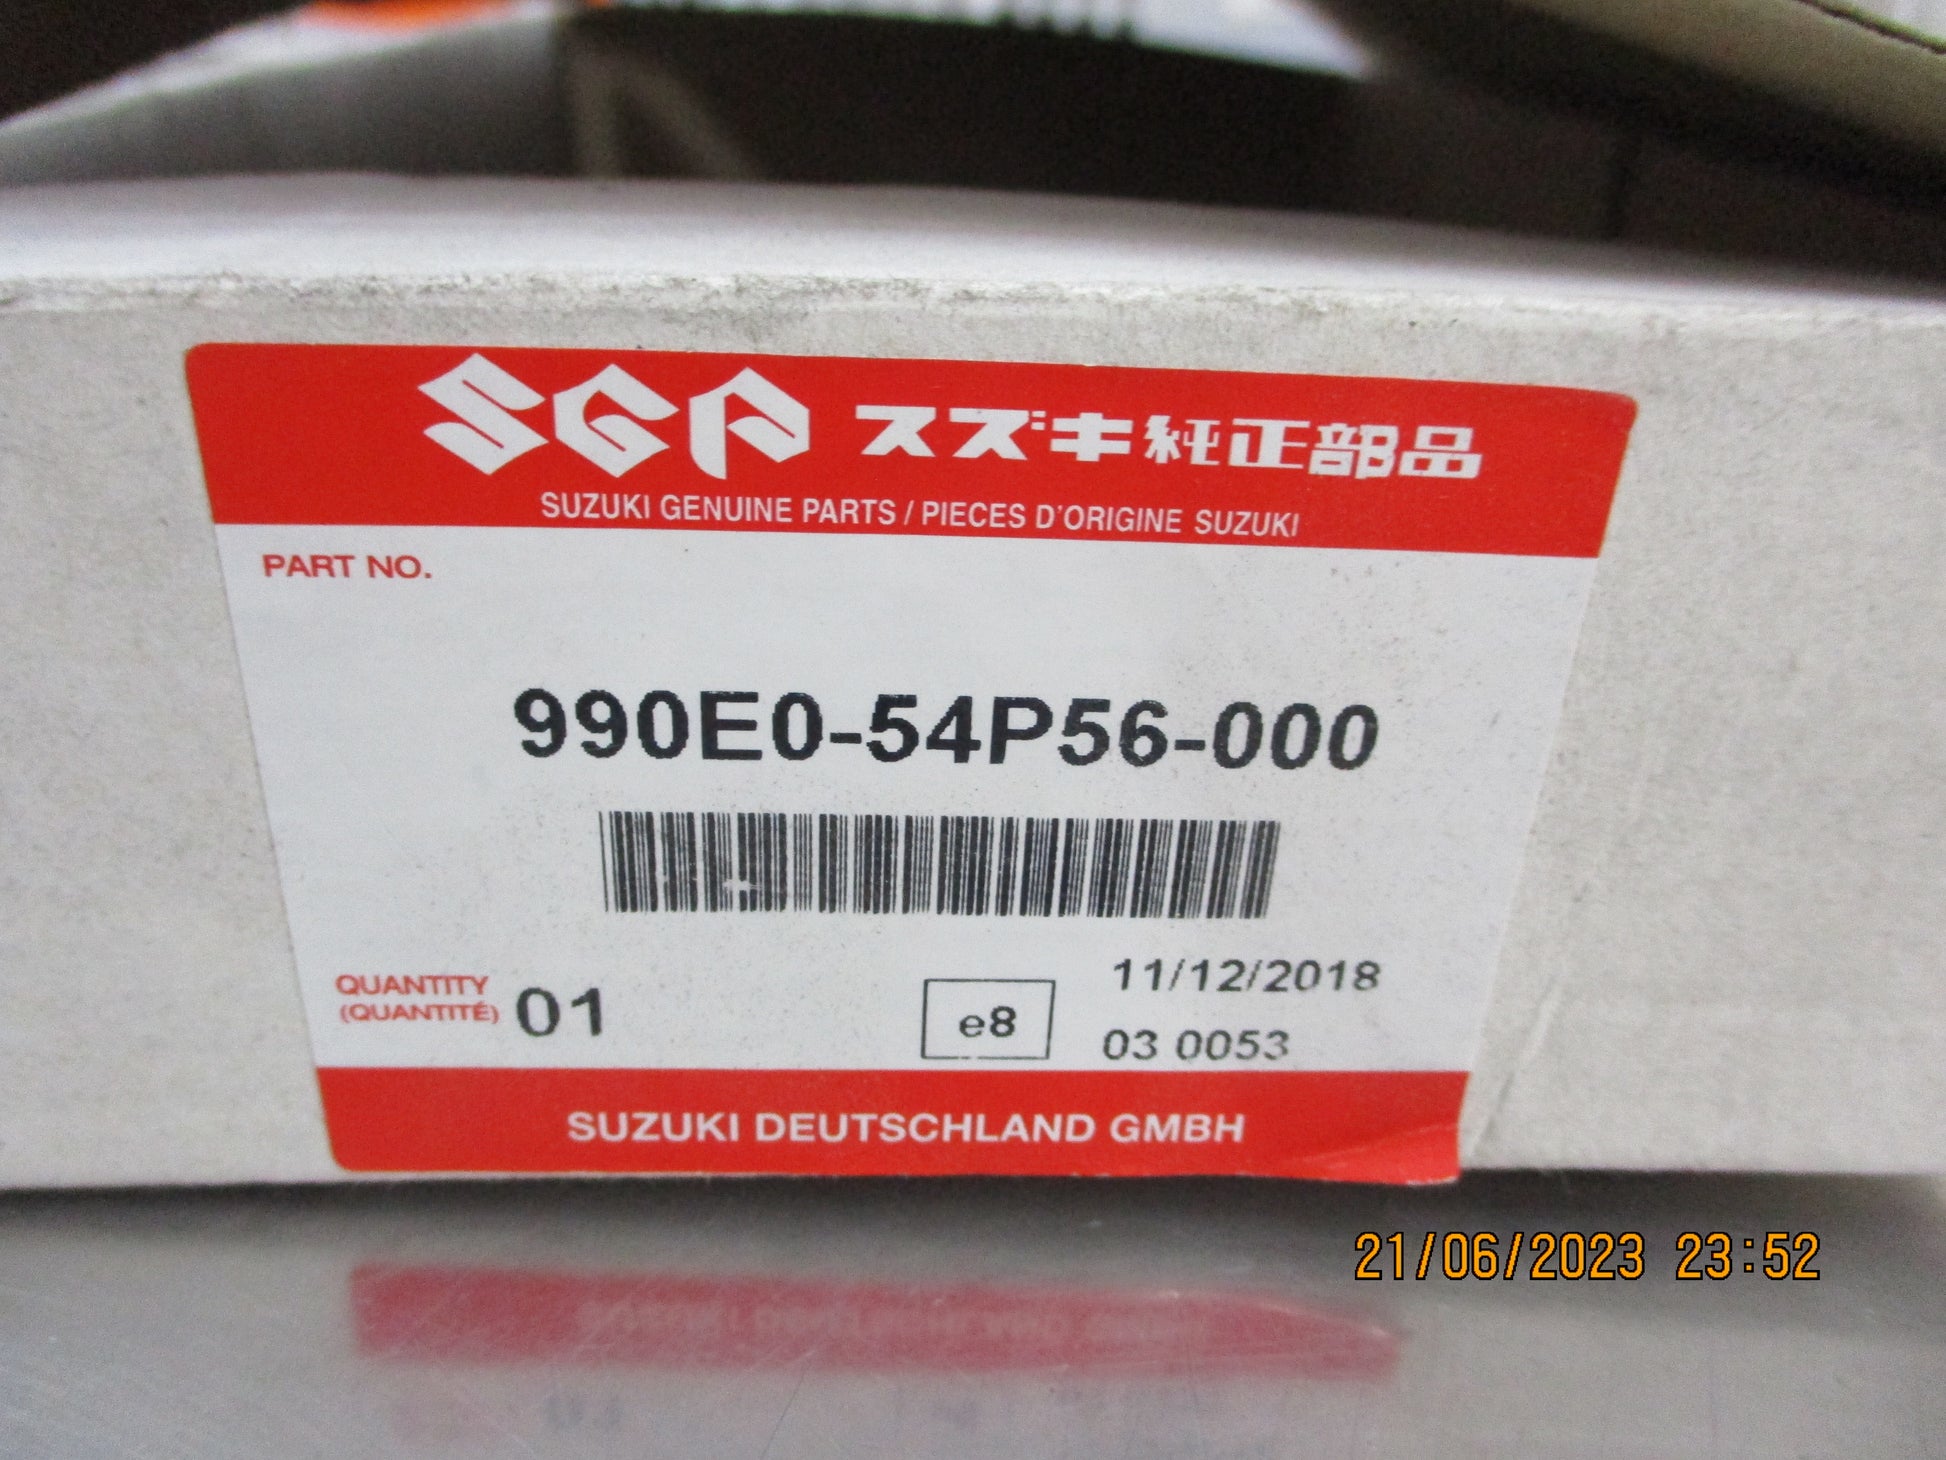 SGP スズキ純正部品
SUZUKI GENUINE PARTS / PIECES D'ORIGINE SUZUKI
PART NO.
990E0-54P56-000
QUANTITY
(QUANTITÉ) 01
e8
11/12/2018
03 0053
SUZUKI DEUTSCHLAND GMBH
21/06/2023 23:52